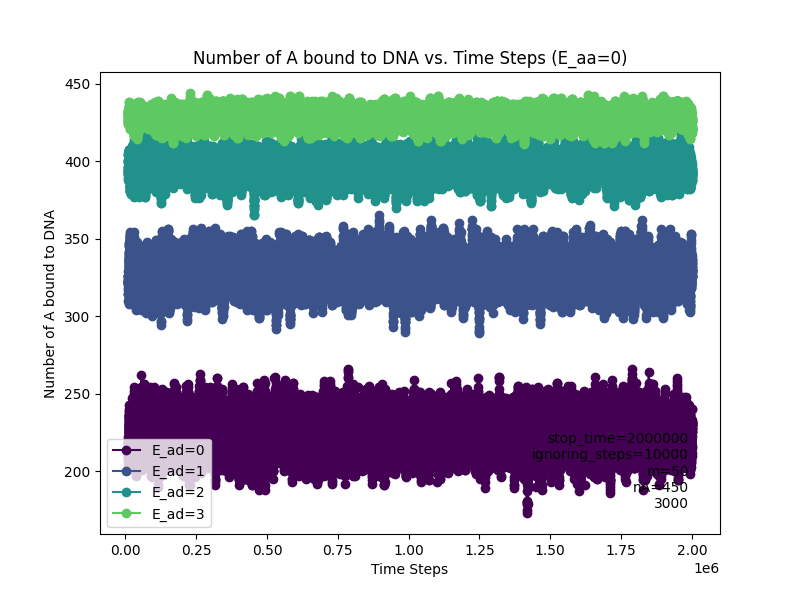 Number of A bound to DNA vs. Time Steps (E_aa=0)
Number of A bound to DNA
450
400
350
300
250
200
E_ad=0
E_ad=1
E_ad=2
E_ad=3
stop_time=2000000
ignoring_steps=10000
m=50
nA=450
3000
0.00 0.25 0.50 0.75 1.00 1.25 1.50 1.75 2.00
1e6
Time Steps